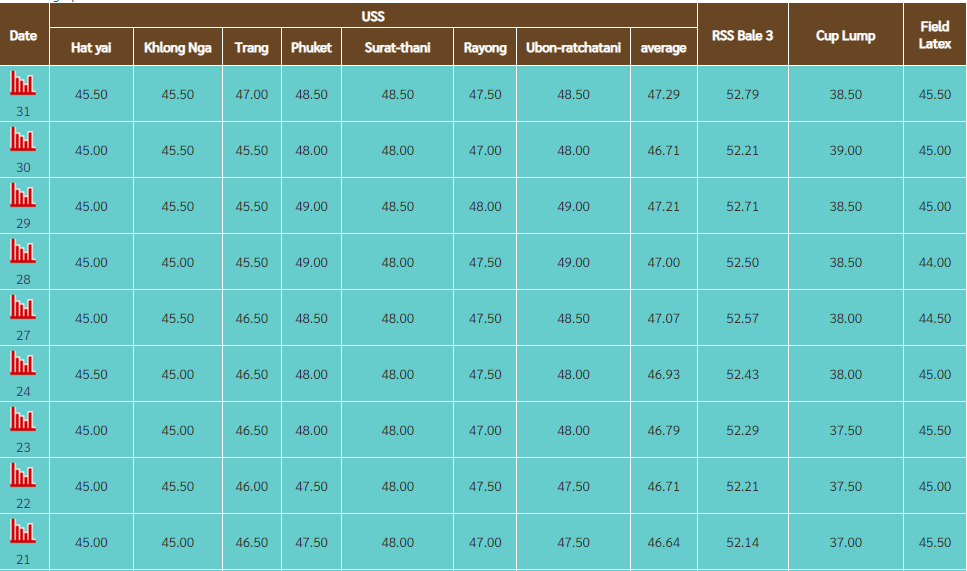 Date USS RSS Bale 3 Cup Lump Field Latex
Hat yai Khlong Nga Trang Phuket Surat-thani Rayong Ubon-ratchatani average
31 45.50 45.50 47.00 48.50 48.50 47.50 48.50 47.29 52.79 38.50 45.50
30 45.00 45.50 45.50 48.00 48.00 47.00 48.00 46.71 52.21 39.00 45.00
29 45.00 45.50 45.50 49.00 48.50 48.00 49.00 47.21 52.71 38.50 45.00
28 45.00 45.00 45.50 49.00 48.00 47.50 49.00 47.00 52.50 38.50 44.00
27 45.00 45.50 46.50 48.50 48.00 47.50 48.50 47.07 52.57 38.00 44.50
24 45.50 45.00 46.50 48.00 48.00 47.50 48.00 46.93 52.43 38.00 45.00
23 45.00 45.00 46.50 48.00 48.00 47.00 48.00 46.79 52.29 37.50 45.50
22 45.00 45.50 46.00 47.50 48.00 47.50 47.50 46.71 52.21 37.50 45.00
21 45.00 45.00 46.50 47.50 48.00 47.00 47.50 46.64 52.14 37.00 45.50